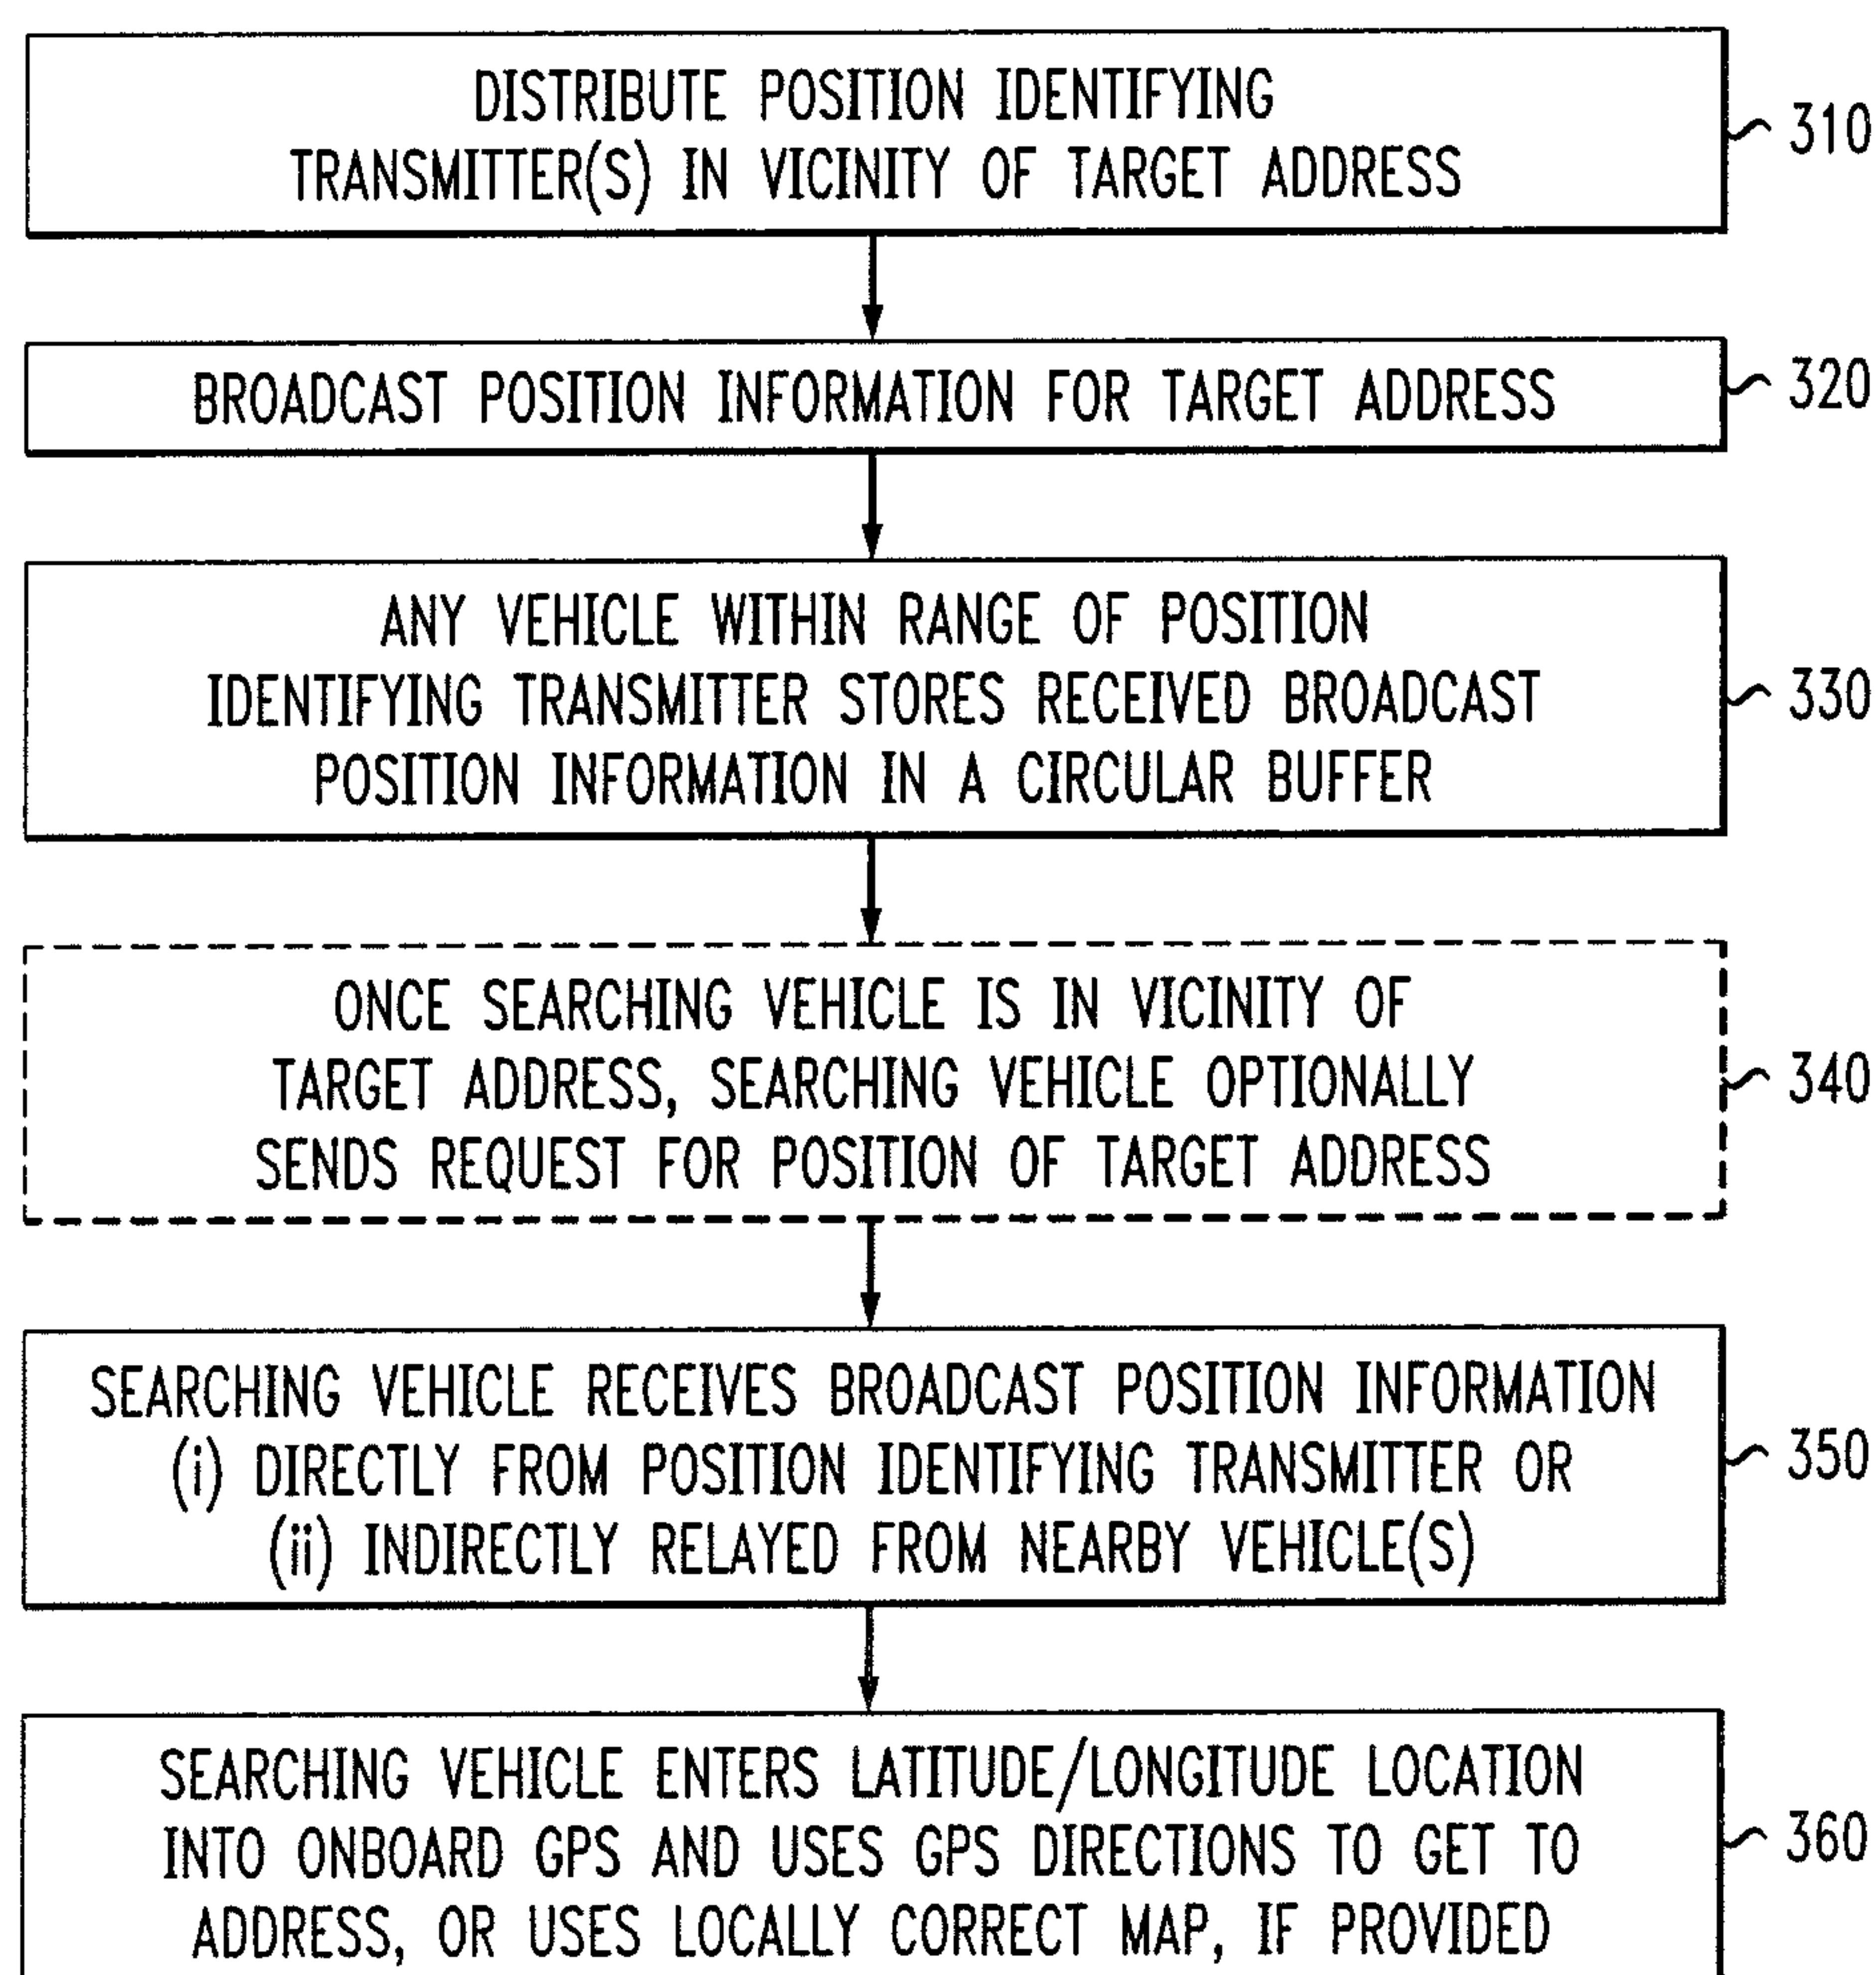 DISTRIBUTE POSITION IDENTIFYING
TRANSMITTER(S) IN VICINITY OF TARGET ADDRESS
310
BROADCAST POSITION INFORMATION FOR TARGET ADDRESS
320
ANY VEHICLE WITHIN RANGE OF POSITION
IDENTIFYING TRANSMITTER STORES RECEIVED BROADCAST
POSITION INFORMATION IN A CIRCULAR BUFFER
330
ONCE SEARCHING VEHICLE IS IN VICINITY OF
TARGET ADDRESS, SEARCHING VEHICLE OPTIONALLY
SENDS REQUEST FOR POSITION OF TARGET ADDRESS
340
SEARCHING VEHICLE RECEIVES BROADCAST POSITION INFORMATION
(i) DIRECTLY FROM POSITION IDENTIFYING TRANSMITTER OR
(ii) INDIRECTLY RELAYED FROM NEARBY VEHICLE(S)
350
SEARCHING VEHICLE ENTERS LATITUDE/LONGITUDE LOCATION
INTO ONBOARD GPS AND USES GPS DIRECTIONS TO GET TO
ADDRESS, OR USES LOCALLY CORRECT MAP, IF PROVIDED
360